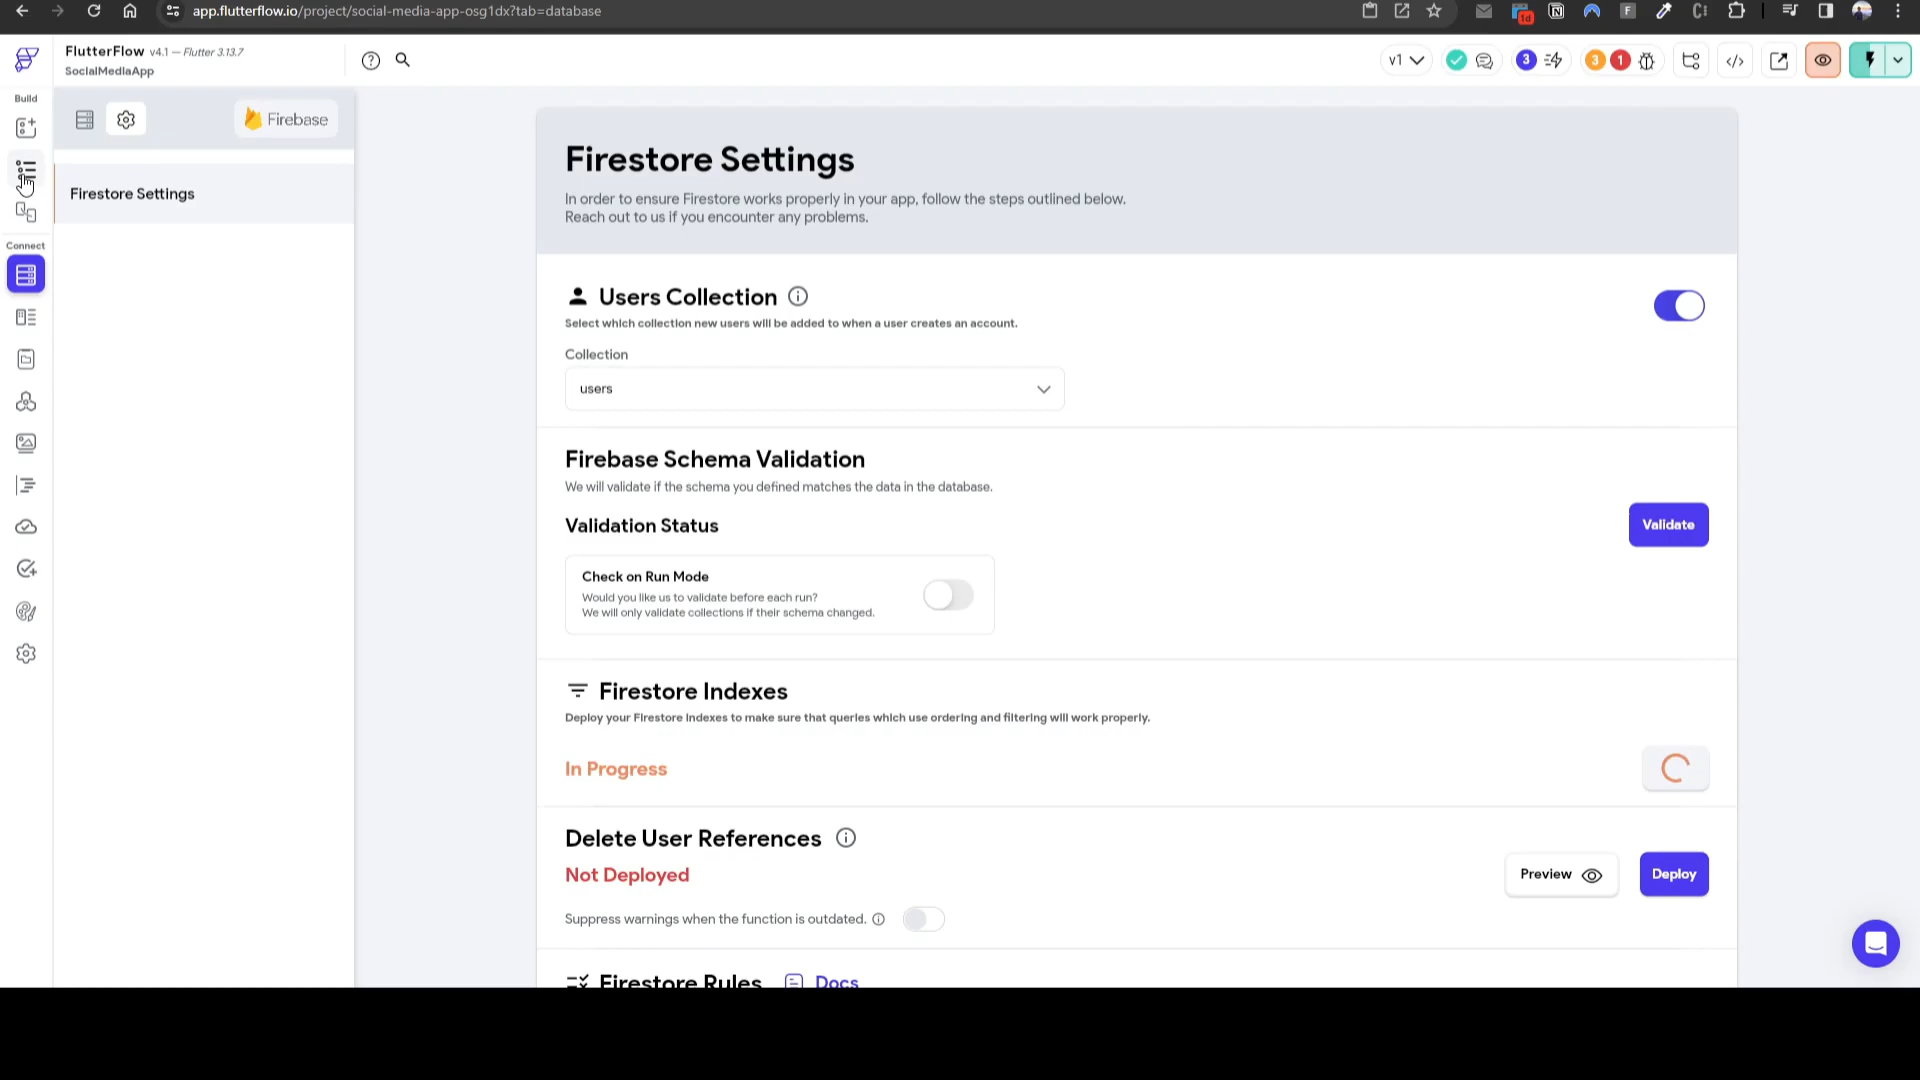 app.flutterflow.io/project/social-media-app-osg1dx?tab=database
1d
FlutterFlow v4.1 — Flutter 3.13.7
SocialMediaApp
v1
3
3
1
Build
Firebase
Firestore Settings
Connect
Firestore Settings
In order to ensure Firestore works properly in your app, follow the steps outlined below.
Reach out to us if you encounter any problems.
Users Collection
Select which collection new users will be added to when a user creates an account.
Collection
users
Firebase Schema Validation
We will validate if the schema you defined matches the data in the database.
Validation Status
Validate
Check on Run Mode
Would you like us to validate before each run?
We will only validate collections if their schema changed.
Firestore Indexes
Deploy your Firestore Indexes to make sure that queries which use ordering and filtering will work properly.
In Progress
Delete User References
Not Deployed
Preview
Deploy
Suppress warnings when the function is outdated.
Firestore Rules
Docs